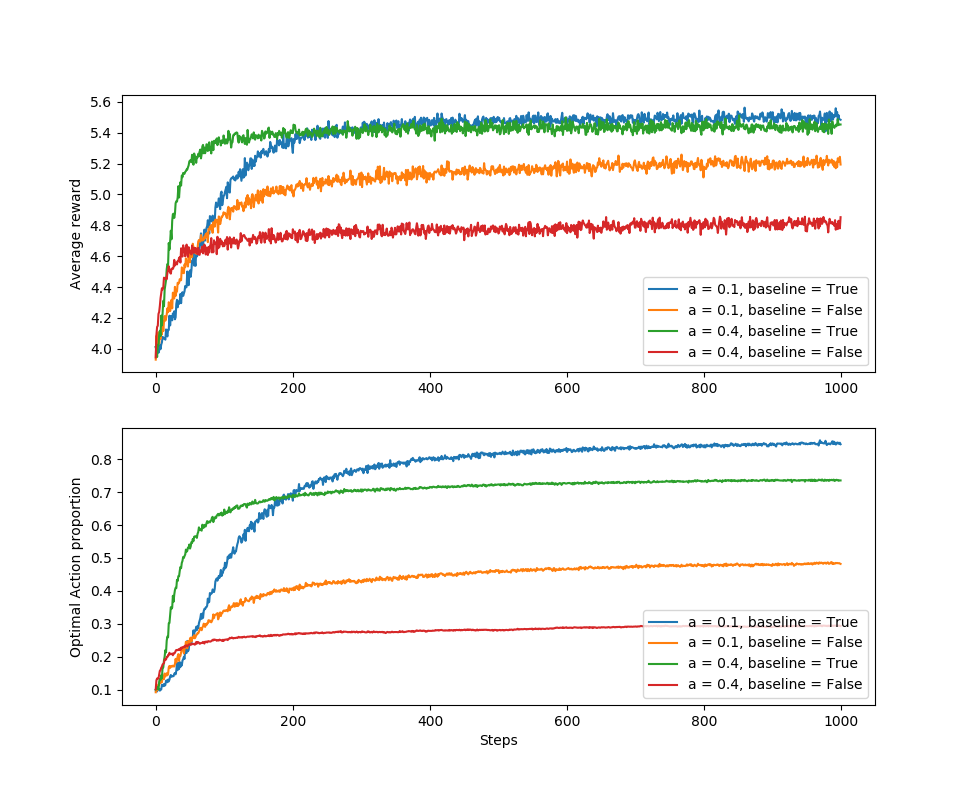 Average reward
5.6
5.4
5.2
5.0
4.8
4.6
4.4
4.2
4.0
a = 0.1, baseline = True
a = 0.1, baseline = False
a = 0.4, baseline = True
a = 0.4, baseline = False
0 200 400 600 800 1000
Optimal Action proportion
0.8
0.7
0.6
0.5
0.4
0.3
0.2
0.1
a = 0.1, baseline = True
a = 0.1, baseline = False
a = 0.4, baseline = True
a = 0.4, baseline = False
0 200 400 600 800 1000
Steps